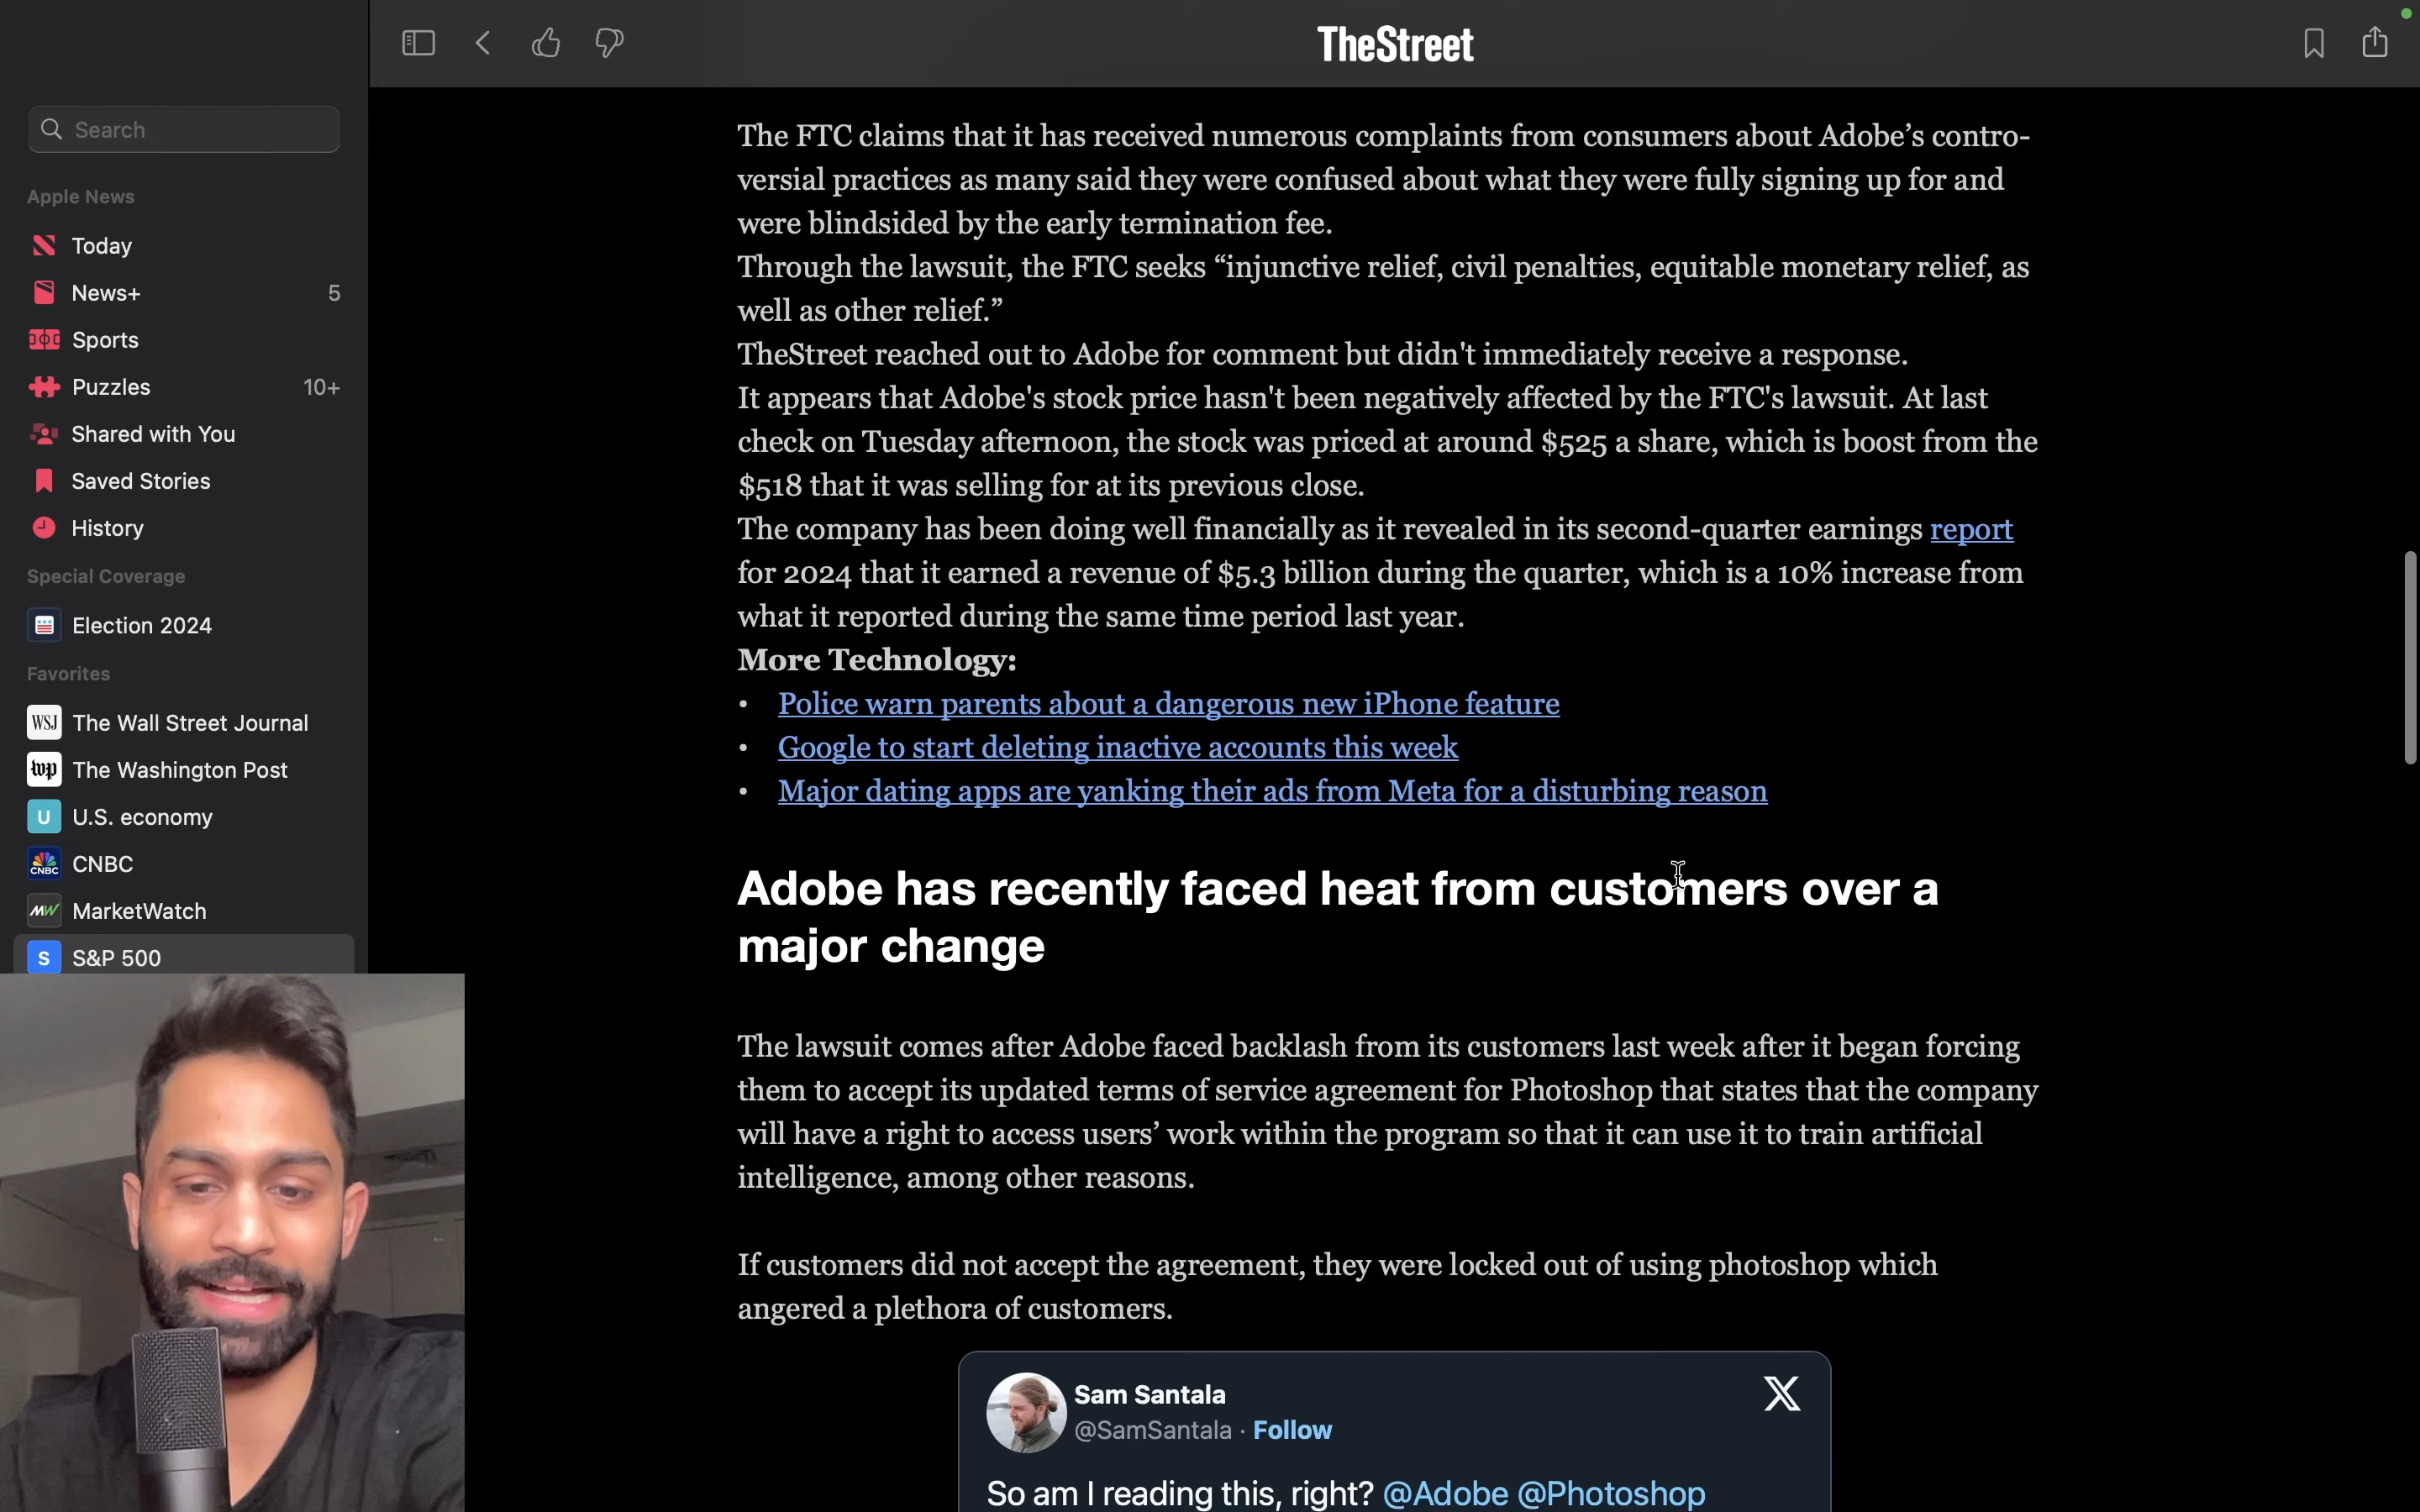 TheStreet
Search
Apple News
Today
News+ 5
Sports
Puzzles 10+
Shared with You
Saved Stories
History
Special Coverage
Election 2024
Favorites
WSJ The Wall Street Journal
wp The Washington Post
U U.S. economy
CNBC CNBC
MW MarketWatch
S S&P 500
The FTC claims that it has received numerous complaints from consumers about Adobe’s contro-
versial practices as many said they were confused about what they were fully signing up for and
were blindsided by the early termination fee.
Through the lawsuit, the FTC seeks “injunctive relief, civil penalties, equitable monetary relief, as
well as other relief.”
TheStreet reached out to Adobe for comment but didn't immediately receive a response.
It appears that Adobe's stock price hasn't been negatively affected by the FTC's lawsuit. At last
check on Tuesday afternoon, the stock was priced at around $525 a share, which is boost from the
$518 that it was selling for at its previous close.
The company has been doing well financially as it revealed in its second-quarter earnings report
for 2024 that it earned a revenue of $5.3 billion during the quarter, which is a 10% increase from
what it reported during the same time period last year.
More Technology:
• Police warn parents about a dangerous new iPhone feature
• Google to start deleting inactive accounts this week
• Major dating apps are yanking their ads from Meta for a disturbing reason
Adobe has recently faced heat from customers over a
major change
The lawsuit comes after Adobe faced backlash from its customers last week after it began forcing
them to accept its updated terms of service agreement for Photoshop that states that the company
will have a right to access users’ work within the program so that it can use it to train artificial
intelligence, among other reasons.
If customers did not accept the agreement, they were locked out of using photoshop which
angered a plethora of customers.
Sam Santala
@SamSantala · Follow
So am I reading this, right? @Adobe @Photoshop